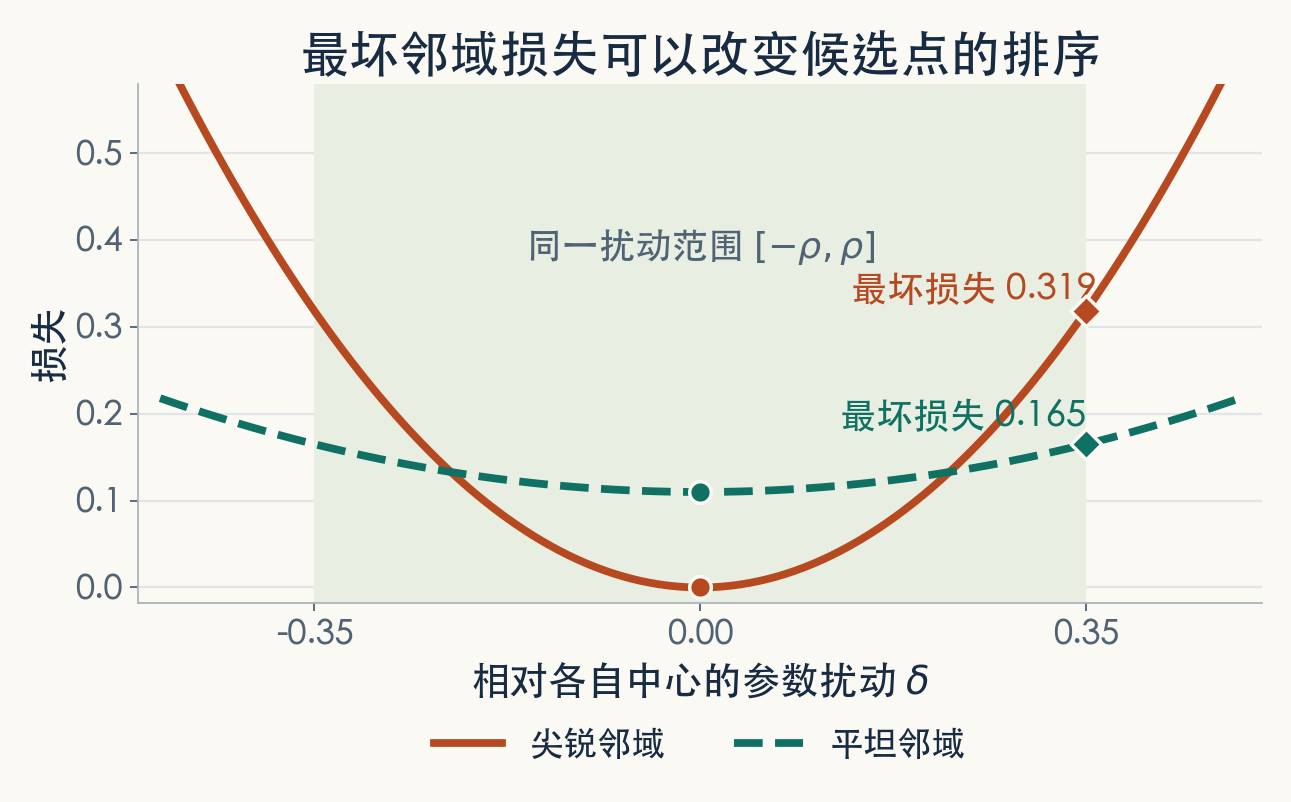 最坏邻域损失可以改变候选点的排序
损失
0.5
0.4
0.3
0.2
0.1
0.0
同一扰动范围 [−ρ, ρ]
最坏损失 0.319
最坏损失 0.165
-0.35
0.00
0.35
相对各自中心的参数扰动 δ
尖锐邻域
平坦邻域